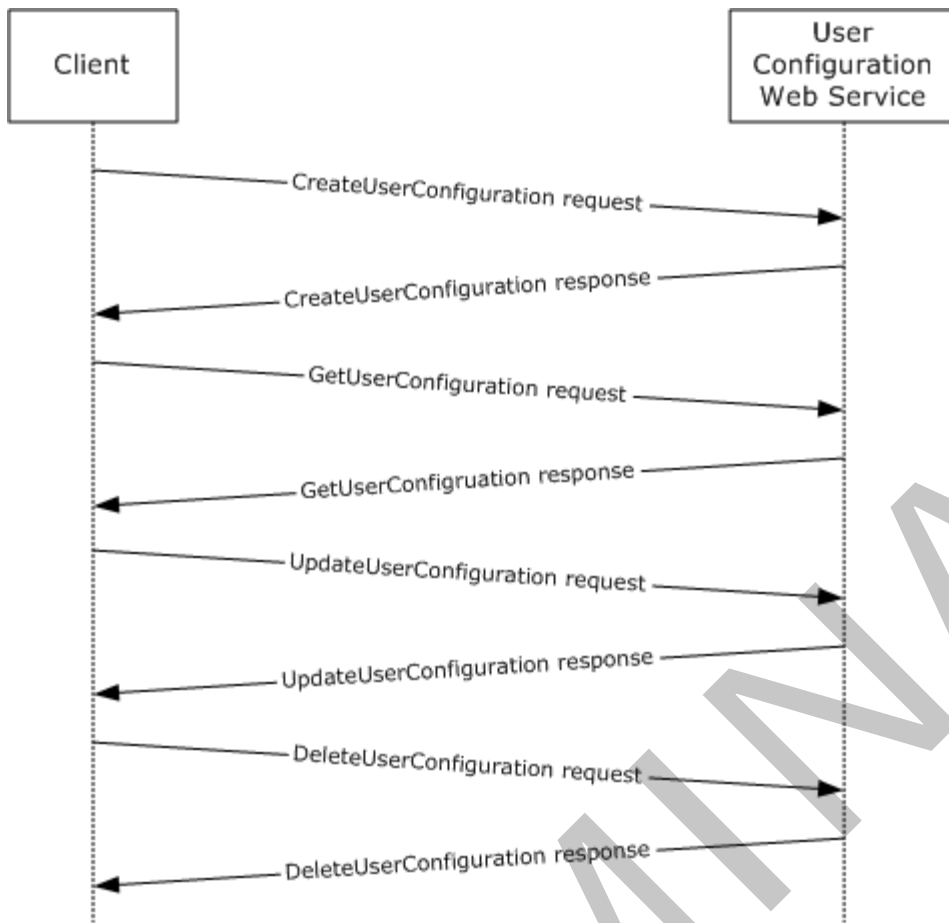 Client
User
Configuration
Web Service
CreateUserConfiguration request
CreateUserConfiguration response
GetUserConfiguration request
GetUserConfigruation response
UpdateUserConfiguration request
UpdateUserConfiguration response
DeleteUserConfiguration request
DeleteUserConfiguration response